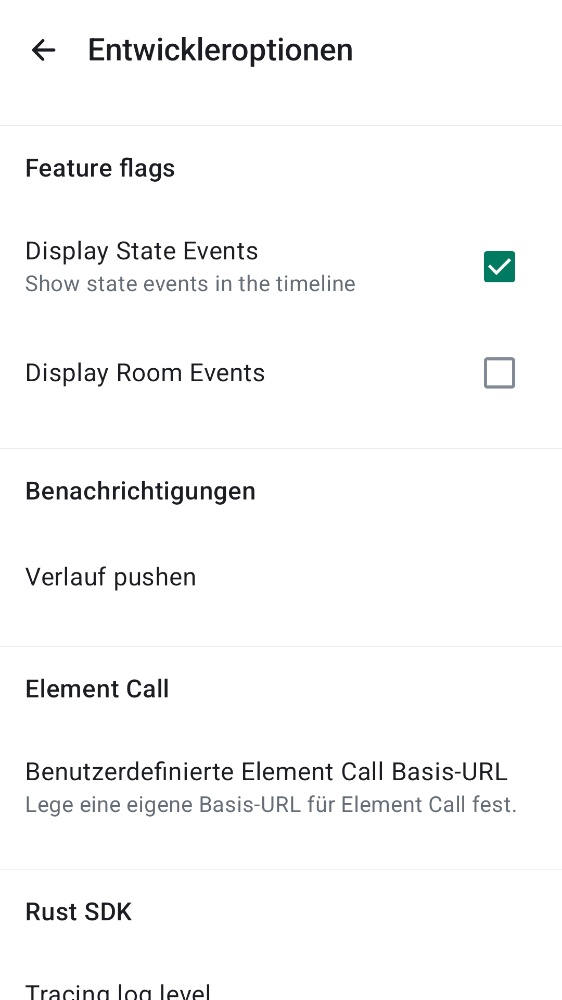 Entwickleroptionen
Feature flags
Display State Events
Show state events in the timeline
Display Room Events
Benachrichtigungen
Verlauf pushen
Element Call
Benutzerdefinierte Element Call Basis-URL
Lege eine eigene Basis-URL für Element Call fest.
Rust SDK
Tracing log level